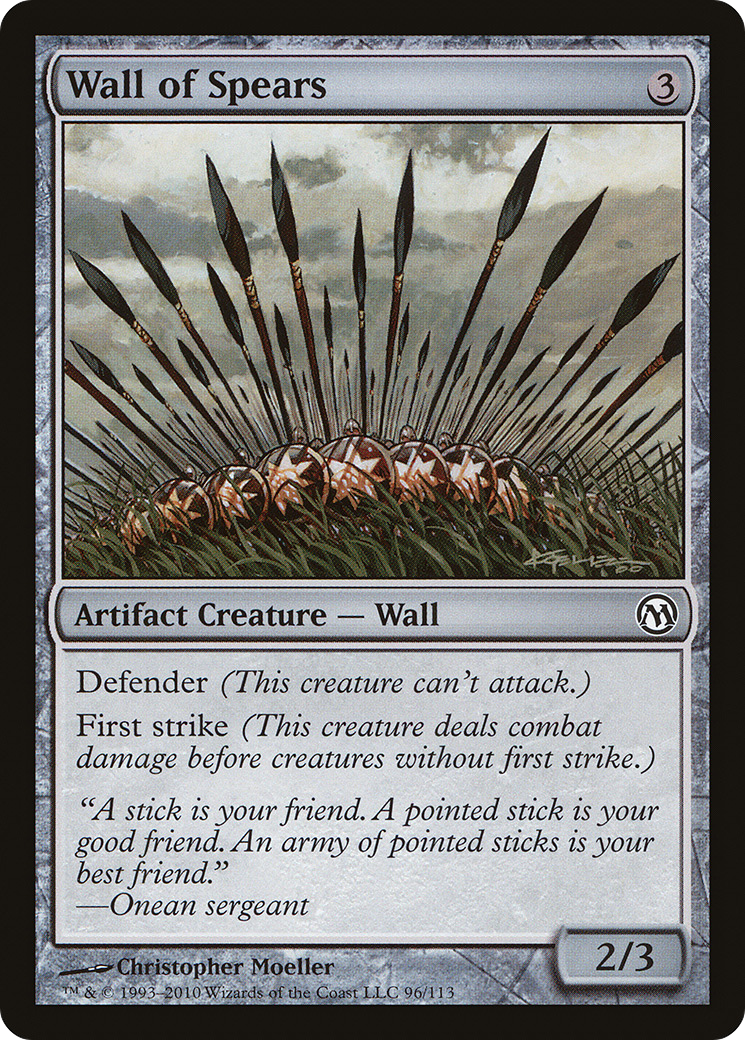 Wall of Spears 3
Artifact Creature — Wall
Defender (This creature can't attack.)
First strike (This creature deals combat
damage before creatures without first strike.)
“A stick is your friend. A pointed stick is your
good friend. An army of pointed sticks is your
best friend.”
—Onean sergeant
2/3
Christopher Moeller
™ & © 1993–2010 Wizards of the Coast LLC 96/113